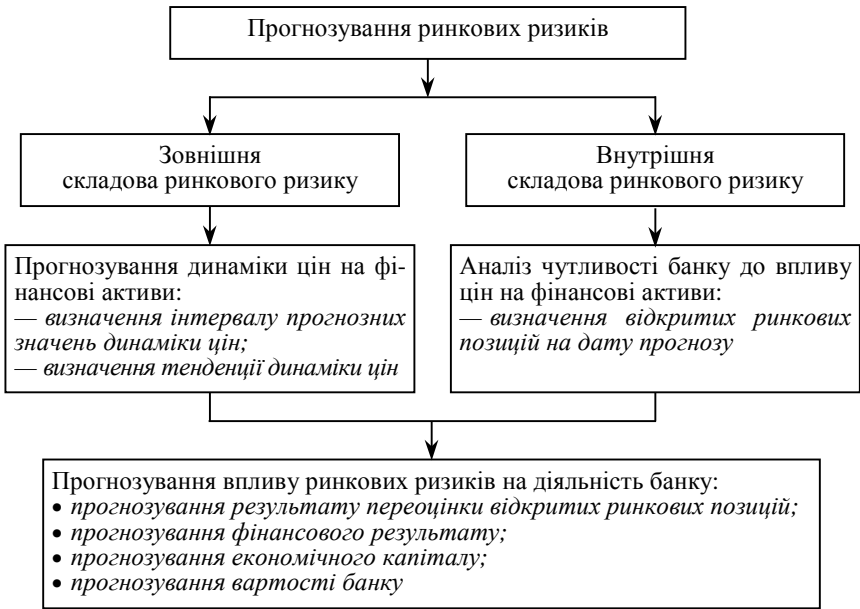 Прогнозування ринкових ризиків
Зовнішня
складова ринкового ризику
Внутрішня
складова ринкового ризику
Прогнозування динаміки цін на фі-
нансові активи:
— визначення інтервалу прогнозних
значень динаміки цін;
— визначення тенденції динаміки цін
Аналіз чутливості банку до впливу
цін на фінансові активи:
— визначення відкритих ринкових
позицій на дату прогнозу
Прогнозування впливу ринкових ризиків на діяльність банку:
• прогнозування результату переоцінки відкритих ринкових позицій;
• прогнозування фінансового результату;
• прогнозування економічного капіталу;
• прогнозування вартості банку